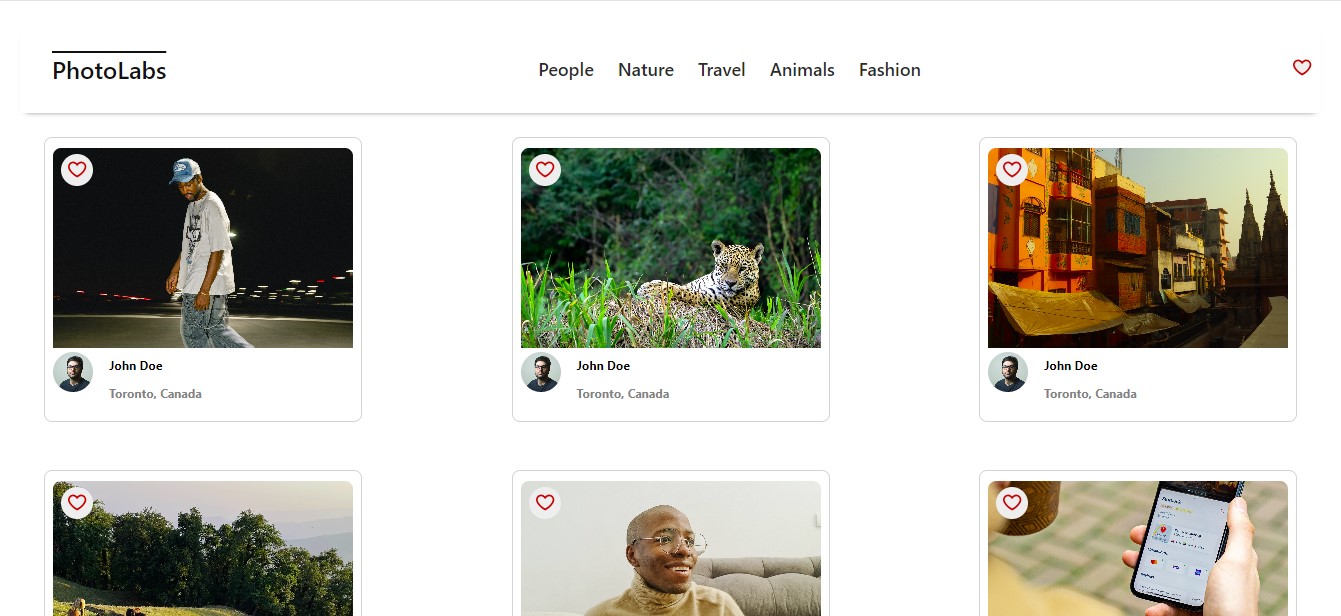 PhotoLabs
People Nature Travel Animals Fashion
John Doe
Toronto, Canada
John Doe
Toronto, Canada
John Doe
Toronto, Canada